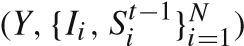 (Y, {I_i, S_i^{t−1}}_{i=1}^N)